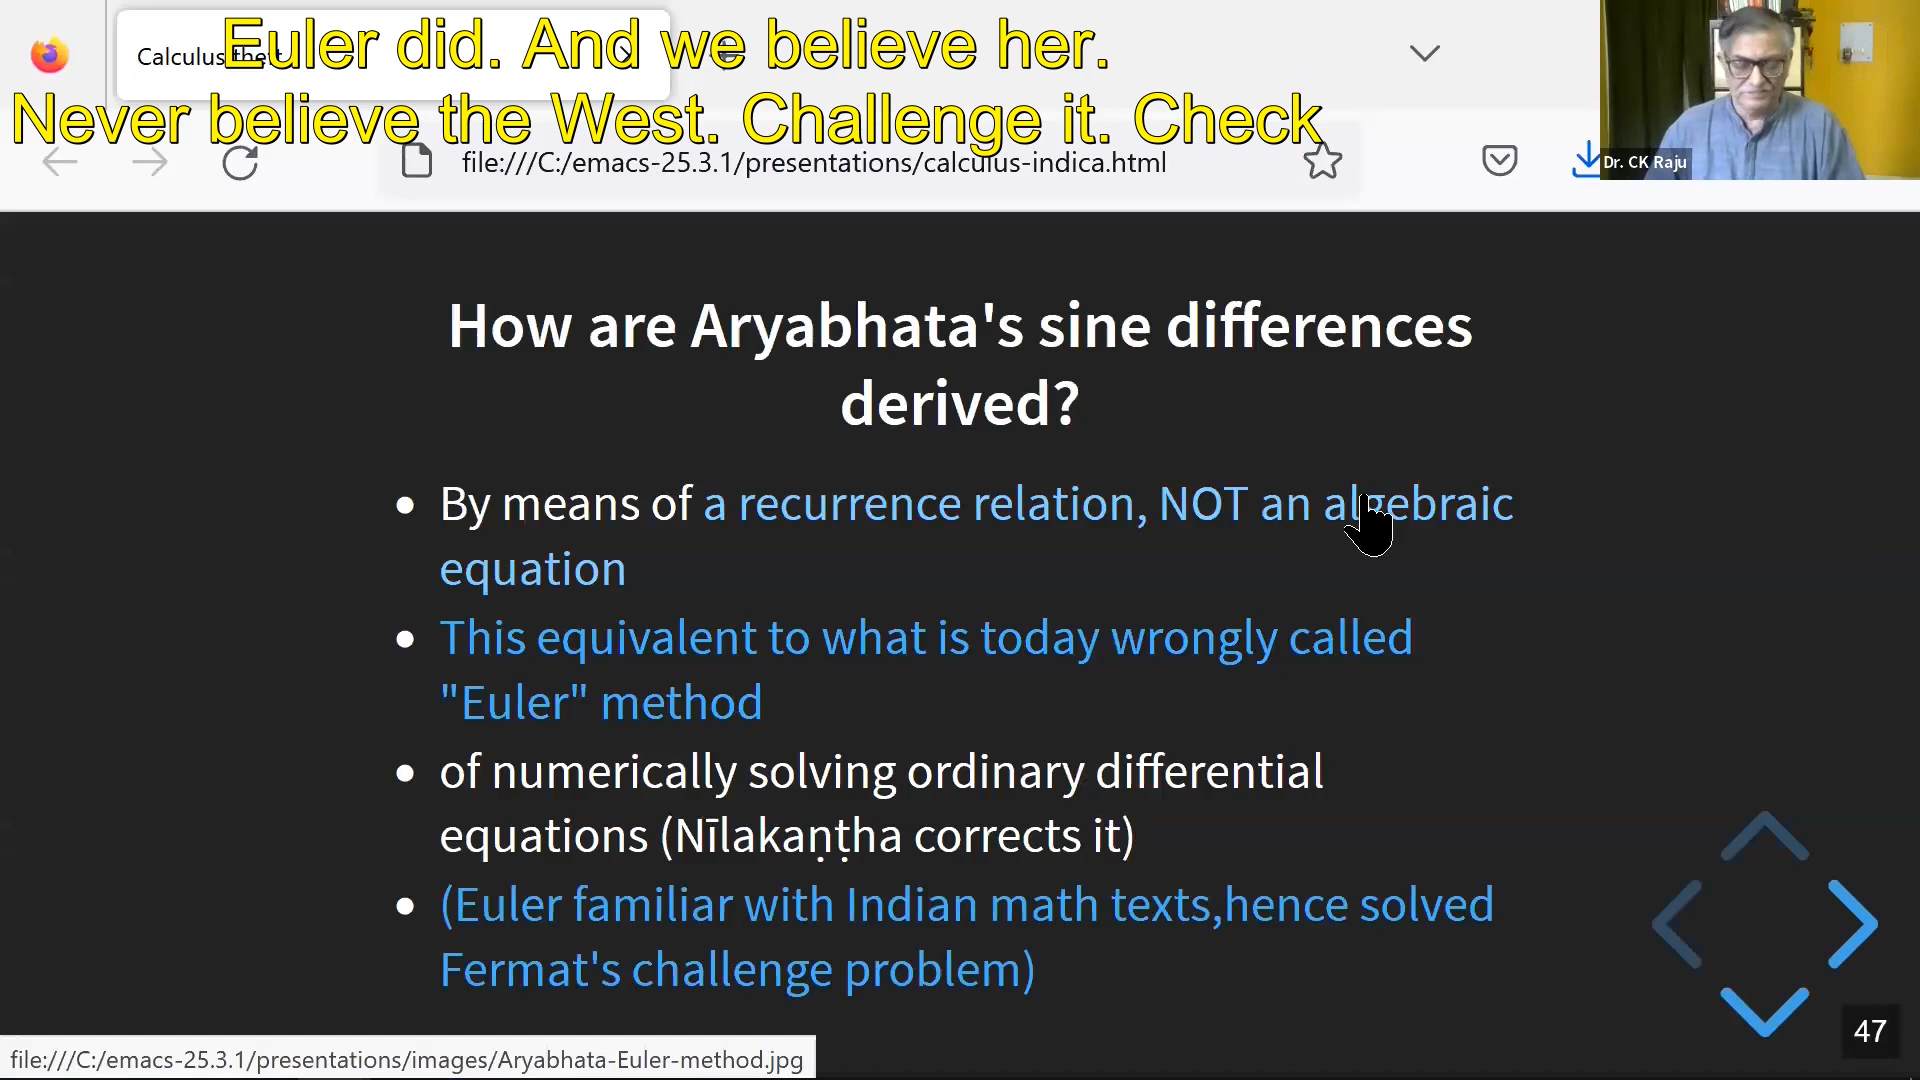 Euler did. And we believe her.
Never believe the West. Challenge it. Check
Calculus
file:///C:/emacs-25.3.1/presentations/calculus-indica.html
Dr. CK Raju
How are Aryabhata's sine differences
derived?
By means of a recurrence relation, NOT an algebraic
equation
This equivalent to what is today wrongly called
"Euler" method
of numerically solving ordinary differential
equations (Nīlakaṇṭha corrects it)
(Euler familiar with Indian math texts,hence solved
Fermat's challenge problem)
47
file:///C:/emacs-25.3.1/presentations/images/Aryabhata-Euler-method.jpg